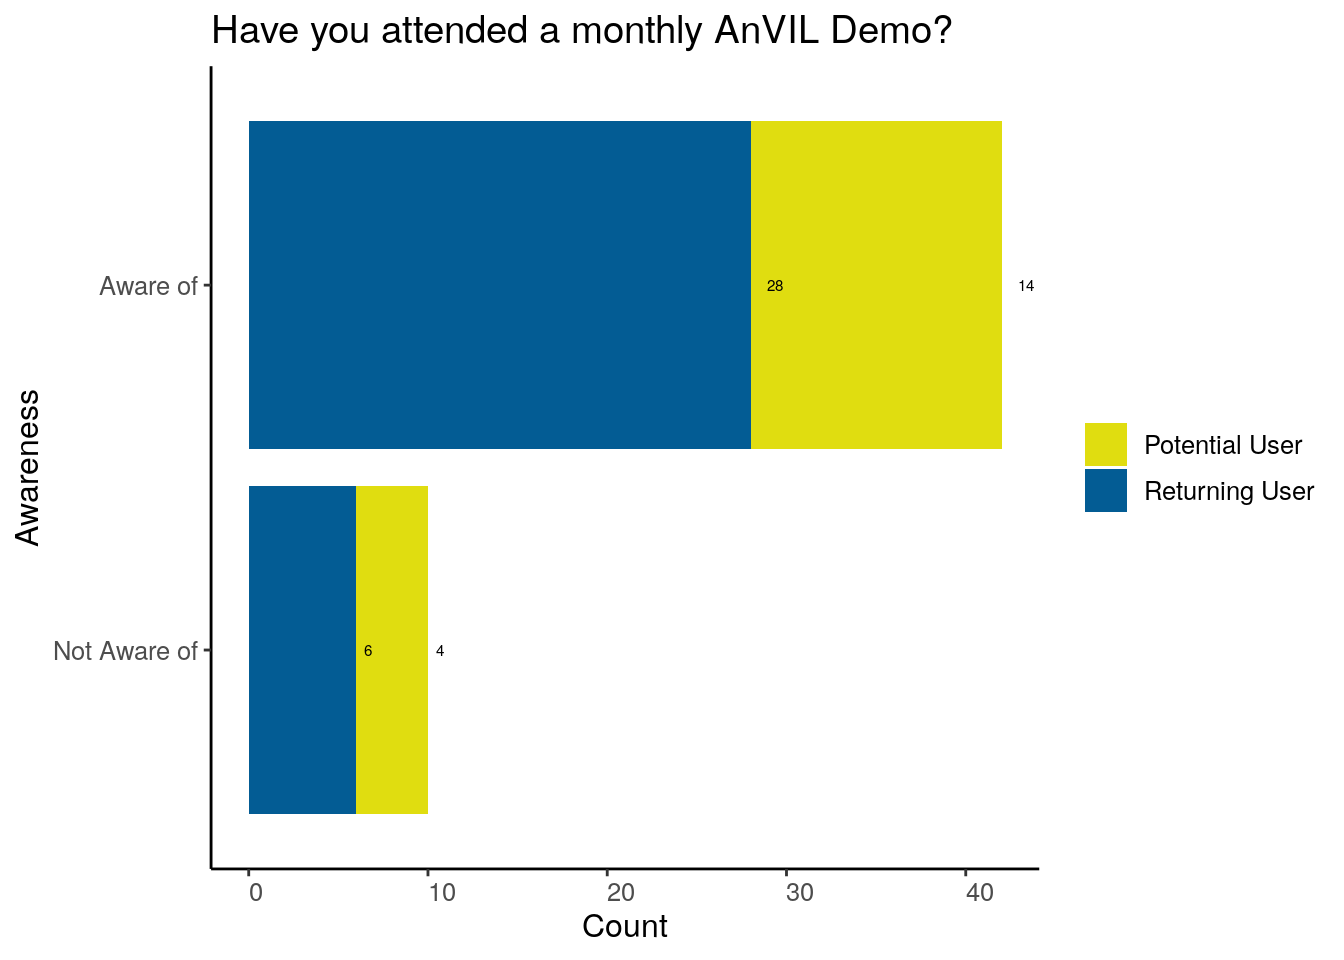 Have you attended a monthly AnVIL Demo?
Awareness
Aware of
28
14
Not Aware of
6
4
0 10 20 30 40
Count
Potential User
Returning User